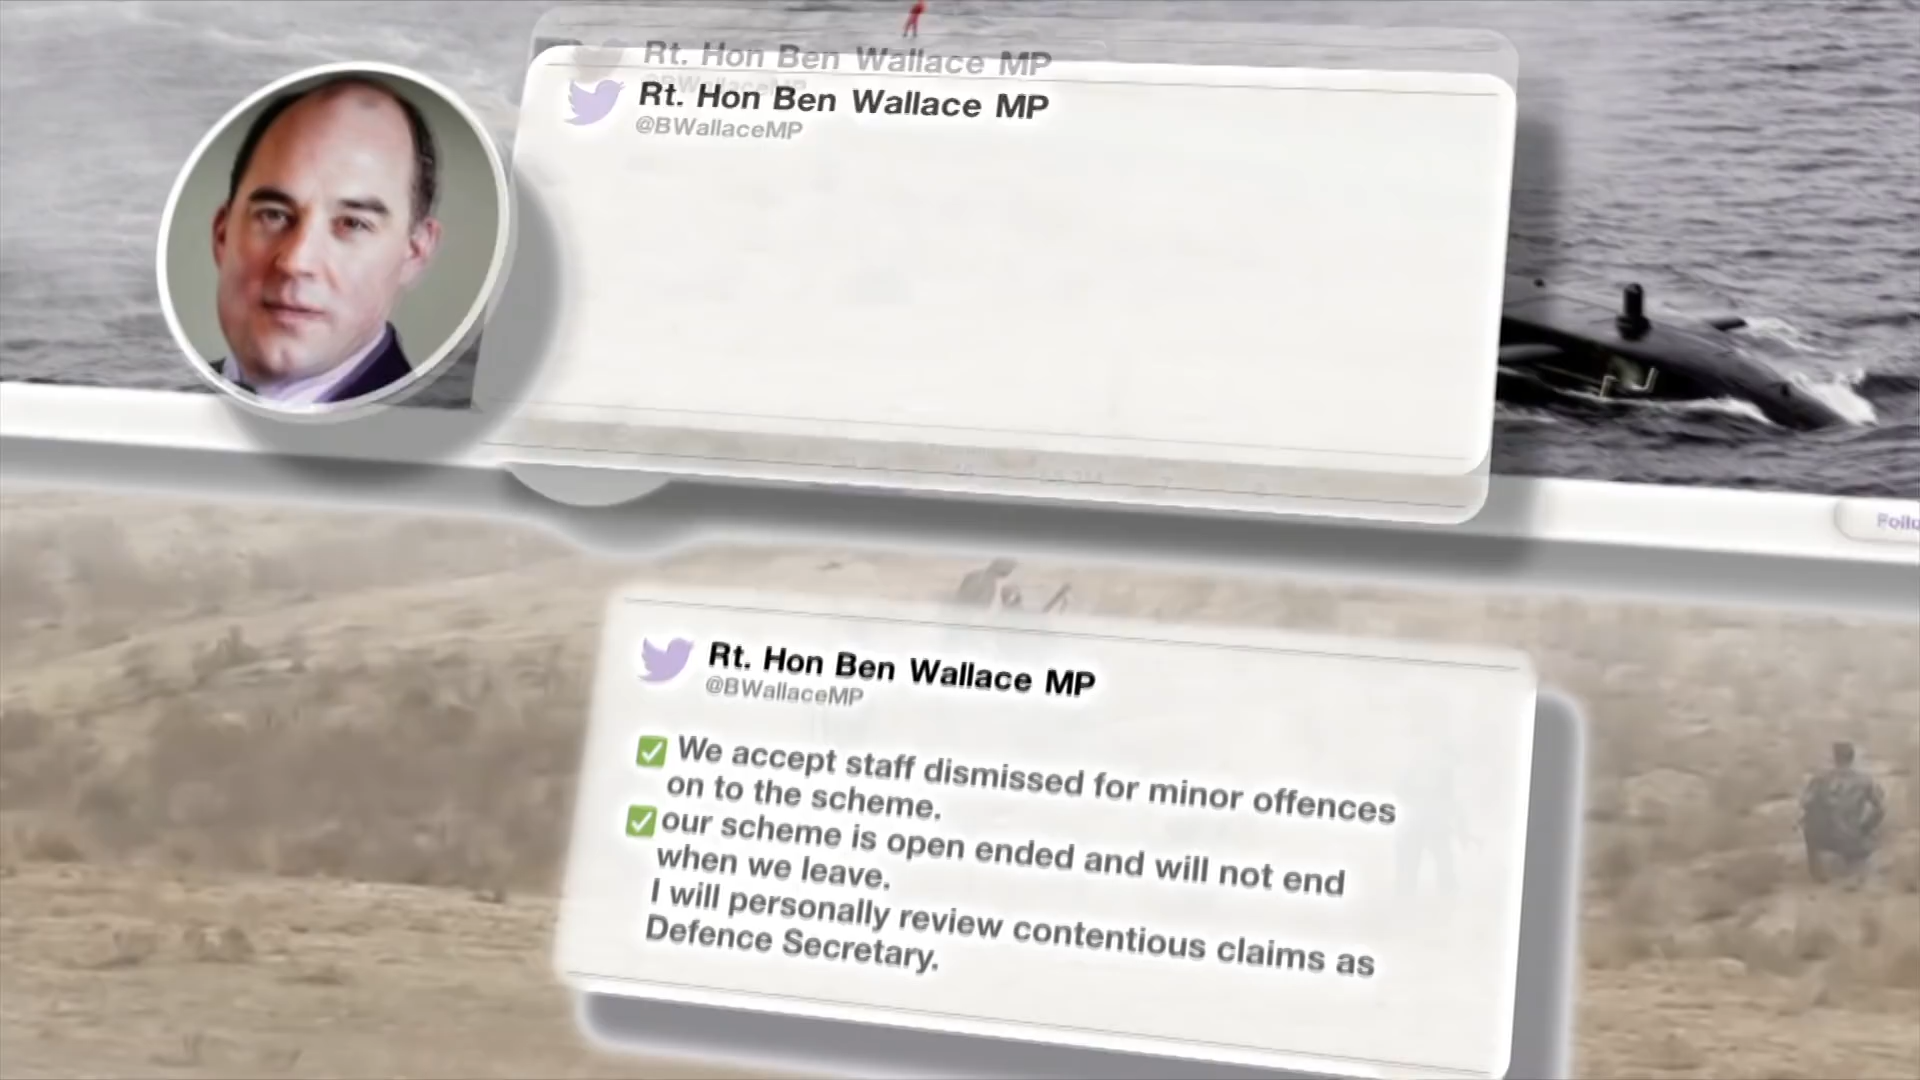 Rt. Hon Ben Wallace MP
@BWallaceMP
Rt. Hon Ben Wallace MP
@BWallaceMP
Rt. Hon Ben Wallace MP
@BWallaceMP
✅ We accept staff dismissed for minor offences
on to the scheme.
✅ our scheme is open ended and will not end
when we leave.
I will personally review contentious claims as
Defence Secretary.